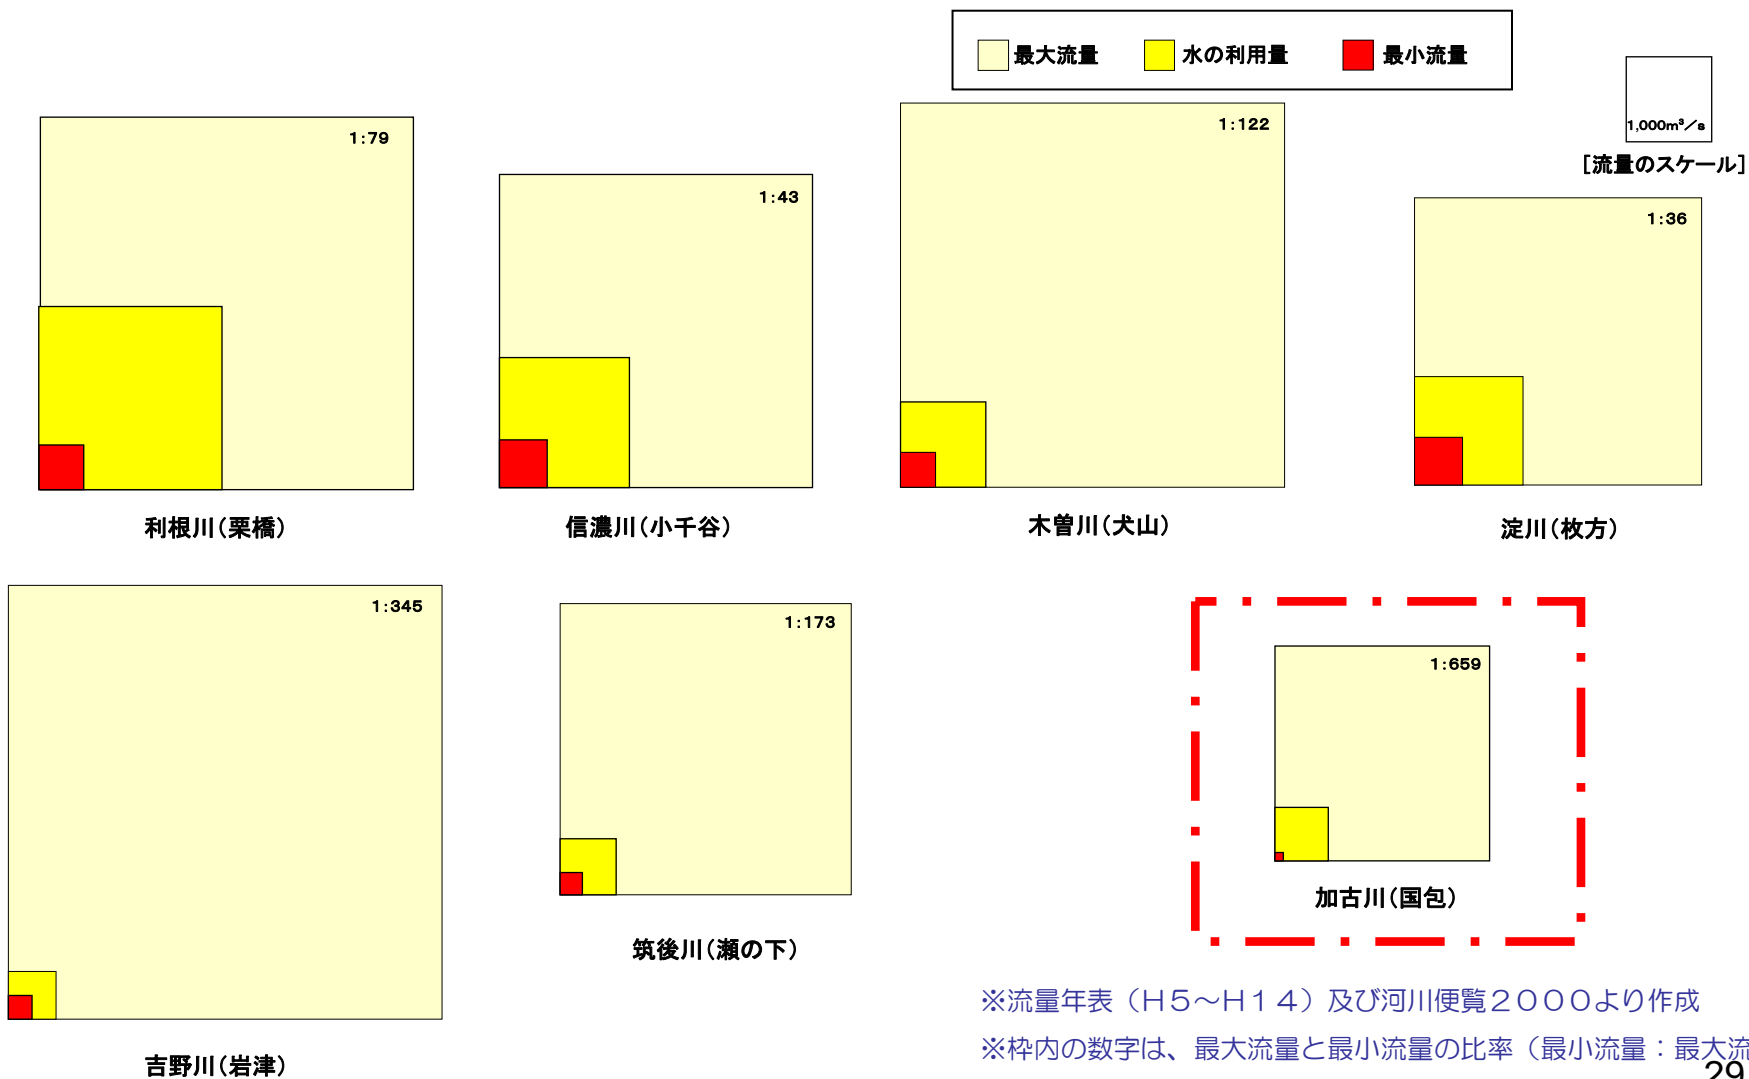 最大流量 水の利用量 最小流量
1,000m³／s
［流量のスケール］
1:79
1:43
1:122
1:36
利根川（栗橋）
信濃川（小千谷）
木曽川（犬山）
淀川（枚方）
1:345
1:173
1:659
吉野川（岩津）
筑後川（瀬の下）
加古川（国包）
※流量年表（Ｈ５～Ｈ１４）及び河川便覧２０００より作成
※枠内の数字は、最大流量と最小流量の比率（最小流量：最大流
29